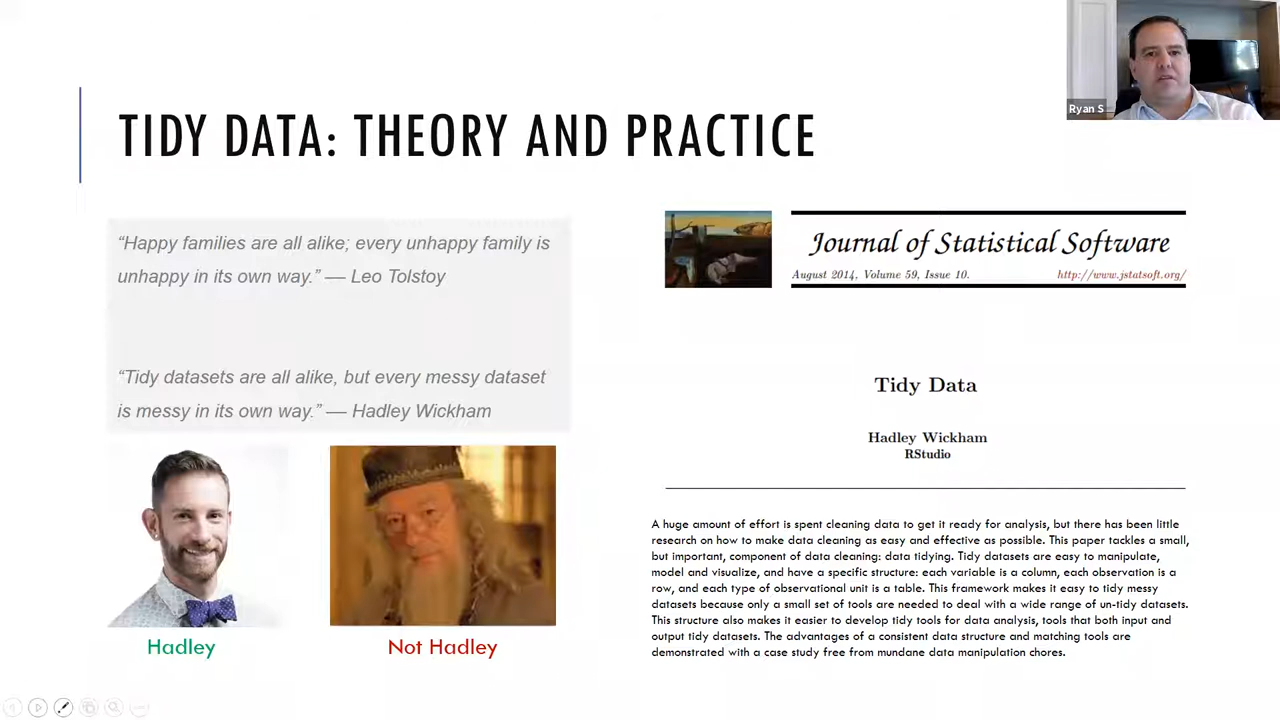 Ryan S
TIDY DATA: THEORY AND PRACTICE
“Happy families are all alike; every unhappy family is
unhappy in its own way.” — Leo Tolstoy
“Tidy datasets are all alike, but every messy dataset
is messy in its own way.” — Hadley Wickham
Hadley
Not Hadley
Journal of Statistical Software
August 2014, Volume 59, Issue 10.
http://www.jstatsoft.org/
Tidy Data
Hadley Wickham
RStudio
A huge amount of effort is spent cleaning data to get it ready for analysis, but there has been little
research on how to make data cleaning as easy and effective as possible. This paper tackles a small,
but important, component of data cleaning: data tidying. Tidy datasets are easy to manipulate,
model and visualize, and have a specific structure: each variable is a column, each observation is a
row, and each type of observational unit is a table. This framework makes it easy to tidy messy
datasets because only a small set of tools are needed to deal with a wide range of un-tidy datasets.
This structure also makes it easier to develop tidy tools for data analysis, tools that both input and
output tidy datasets. The advantages of a consistent data structure and matching tools are
demonstrated with a case study free from mundane data manipulation chores.